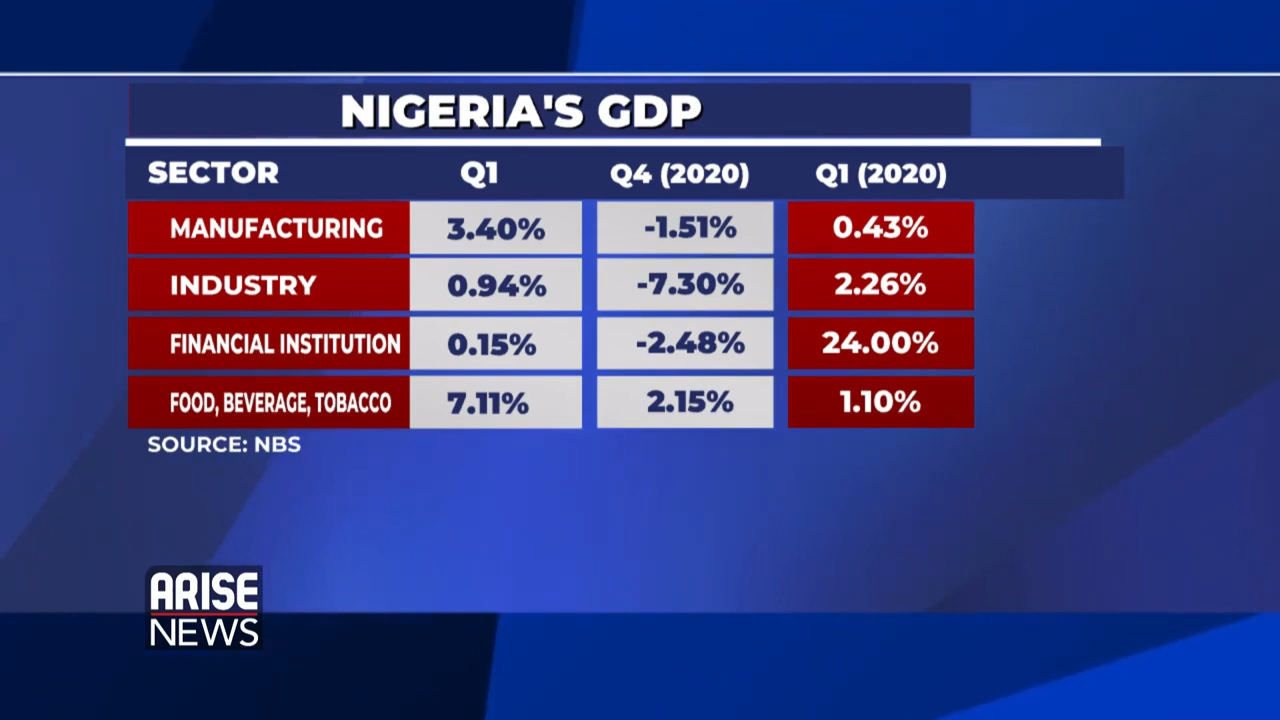 NIGERIA'S GDP
SECTOR Q1 Q4 (2020) Q1 (2020)
MANUFACTURING 3.40% -1.51% 0.43%
INDUSTRY 0.94% -7.30% 2.26%
FINANCIAL INSTITUTION 0.15% -2.48% 24.00%
FOOD, BEVERAGE, TOBACCO 7.11% 2.15% 1.10%
SOURCE: NBS
ARISE
NEWS